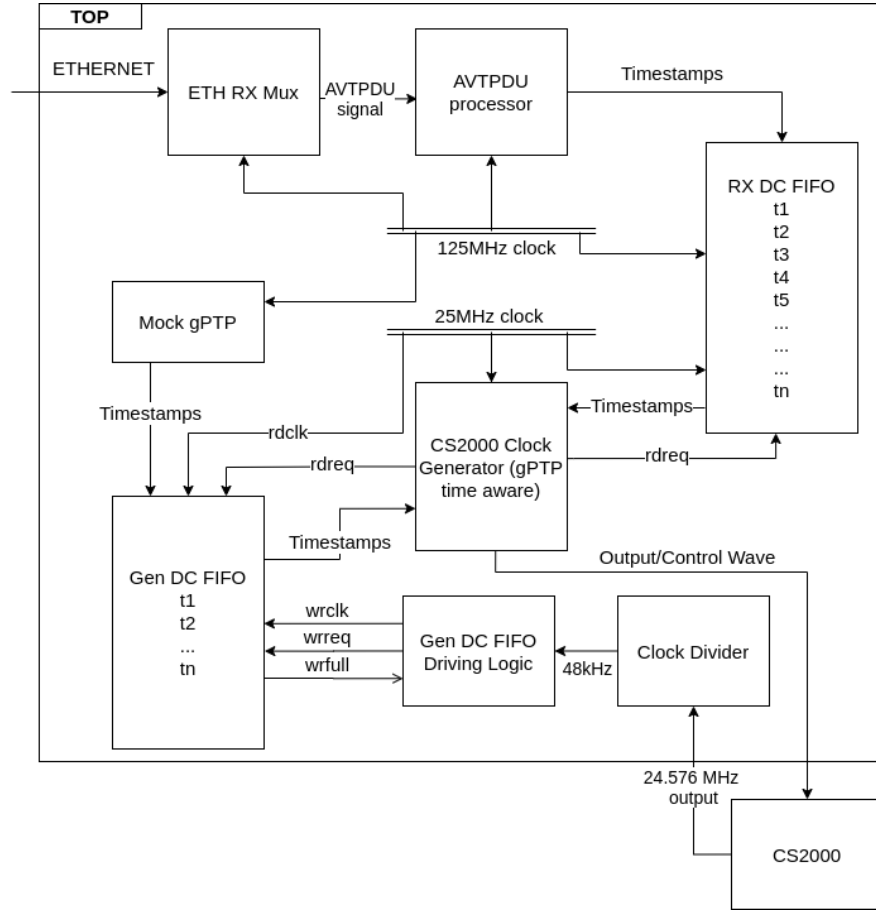 TOP
ETHERNET
ETH RX Mux
AVTPDU
signal
AVTPDU
processor
Timestamps
RX DC FIFO
t1
t2
t3
t4
t5
...
...
...
tn
125MHz clock
Mock gPTP
25MHz clock
Timestamps
rdclk
rdreq
CS2000 Clock
Generator (gPTP
time aware)
Timestamps
rdreq
Timestamps
Output/Control Wave
Gen DC FIFO
t1
t2
...
tn
wrclk
wrreq
wrfull
Gen DC FIFO
Driving Logic
48kHz
Clock Divider
24.576 MHz
output
CS2000